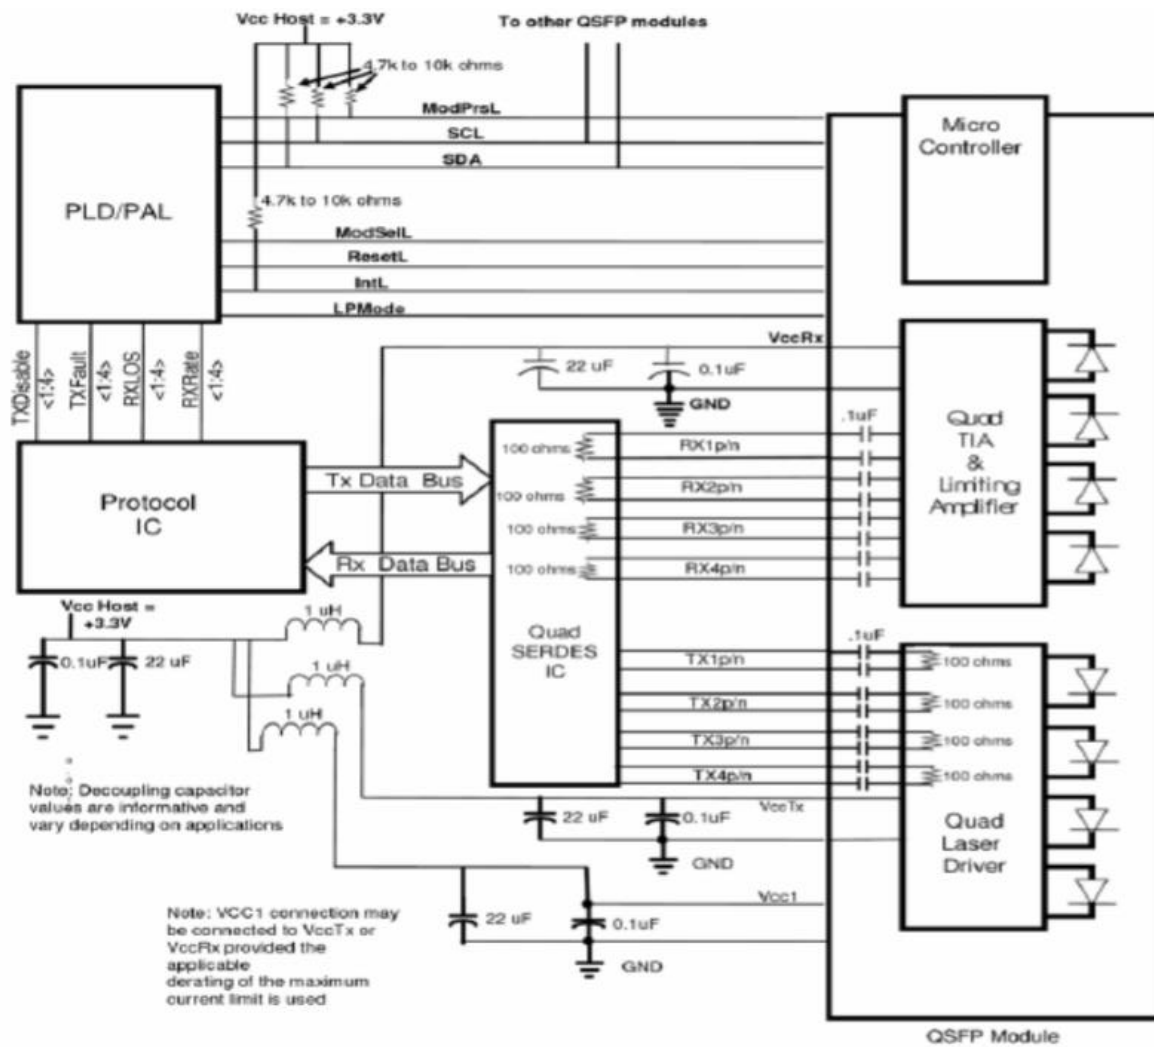 Vcc Host = +3.3V
To other QSFP modules
4.7k to 10k ohms
ModPrsL
SCL
SDA
Micro
Controller
PLD/PAL
4.7k to 10k ohms
ModSelL
ResetL
IntL
LPMode
TXDisable
<1:4>
TXFault
<1:4>
RXLOS
<1:4>
RXRate
<1:4>
VccRx
22 uF
0.1uF
GND
.1uF
Quad
TIA
&
Limiting
Amplifier
100 ohms
RX1p/n
100 ohms
RX2p/n
100 ohms
RX3p/n
100 ohms
RX4p/n
Tx Data Bus
Protocol
IC
Rx Data Bus
Vcc Host =
+3.3V
0.1uF
22 uF
1 uH
1 uH
1 uH
Quad
SERDES
IC
.1uF
TX1p/n
100 ohms
TX2p/n
100 ohms
TX3p/n
100 ohms
TX4p/n
100 ohms
Note: Decoupling capacitor
values are informative and
vary depending on applications
22 uF
0.1uF
VccTx
GND
Quad
Laser
Driver
Note: VCC1 connection may
be connected to VccTx or
VccRx provided the
applicable
derating of the maximum
current limit is used
22 uF
0.1uF
Vcc1
GND
QSFP Module